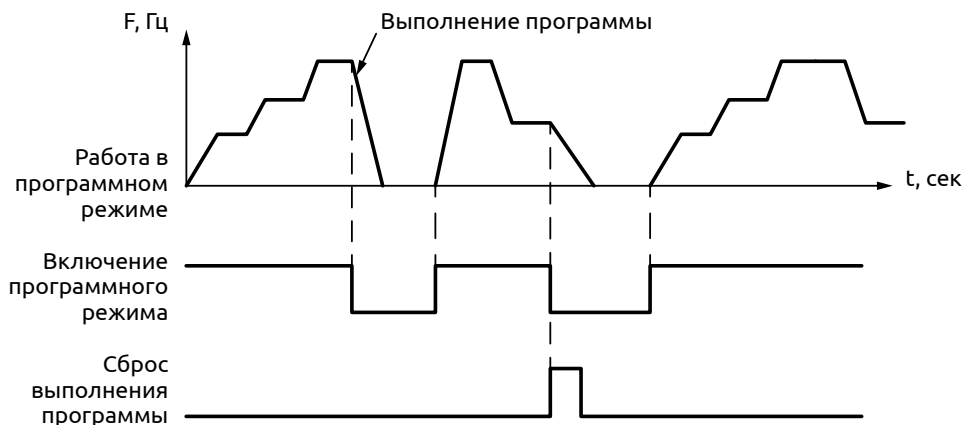 F, Гц
Выполнение программы
Работа в
программном
режиме
t, сек
Включение
программного
режима
Сброс
выполнения
программы